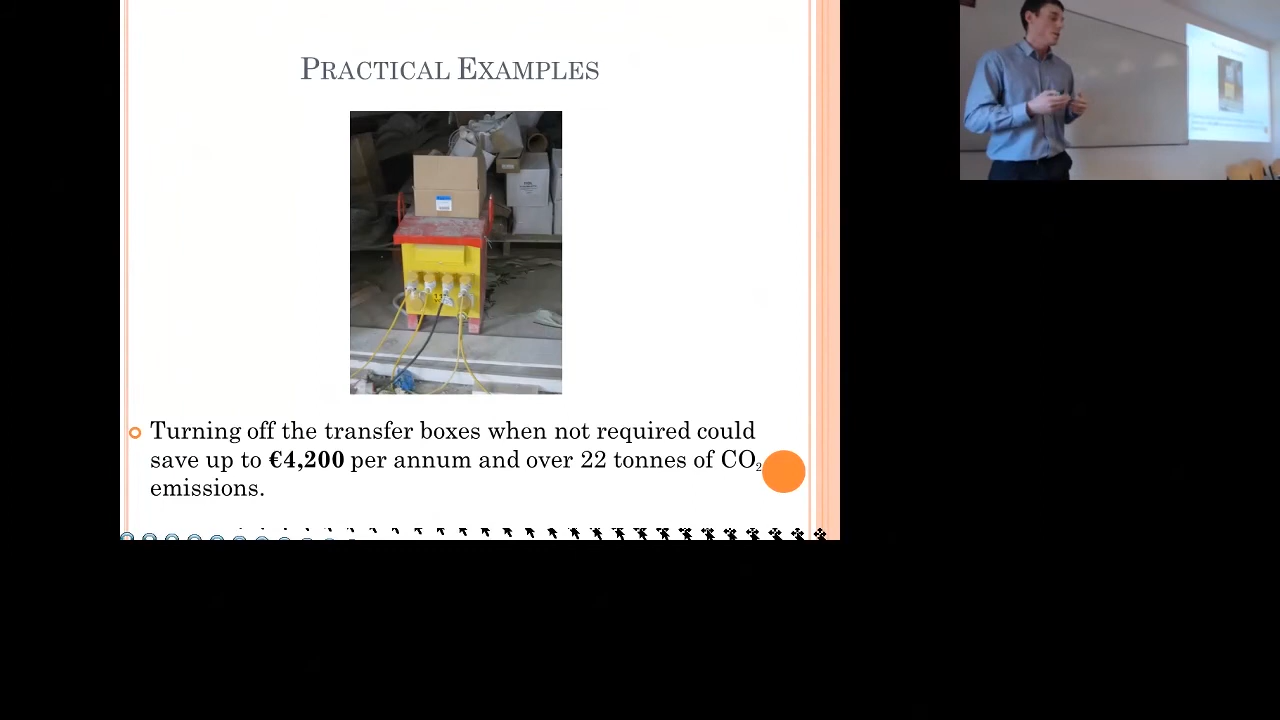 PRACTICAL EXAMPLES
Turning off the transfer boxes when not required could
save up to €4,200 per annum and over 22 tonnes of CO₂
emissions.